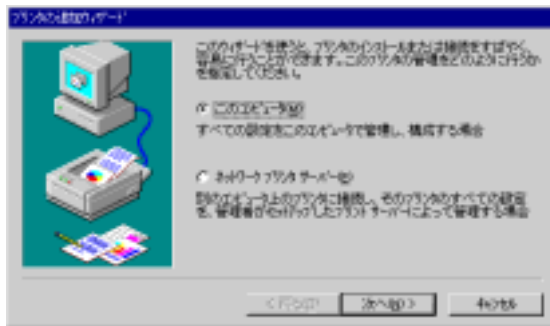 プリンタの追加ウィザード
このウィザードを使うと、プリンタのインストールまたは接続をすばやく、
容易に行うことができます。このプリンタの管理をどのように行うか
を指定してください。
このコンピュータ(M)
すべての設定をこのコンピュータで管理し、構成する場合
ネットワーク プリンタ サーバー(E)
別のコンピュータ上のプリンタに接続し、そのプリンタのすべての設定
を、管理者がセットアップしたプリント サーバーによって管理する場合
< 戻る(B)
次へ(N) >
キャンセル